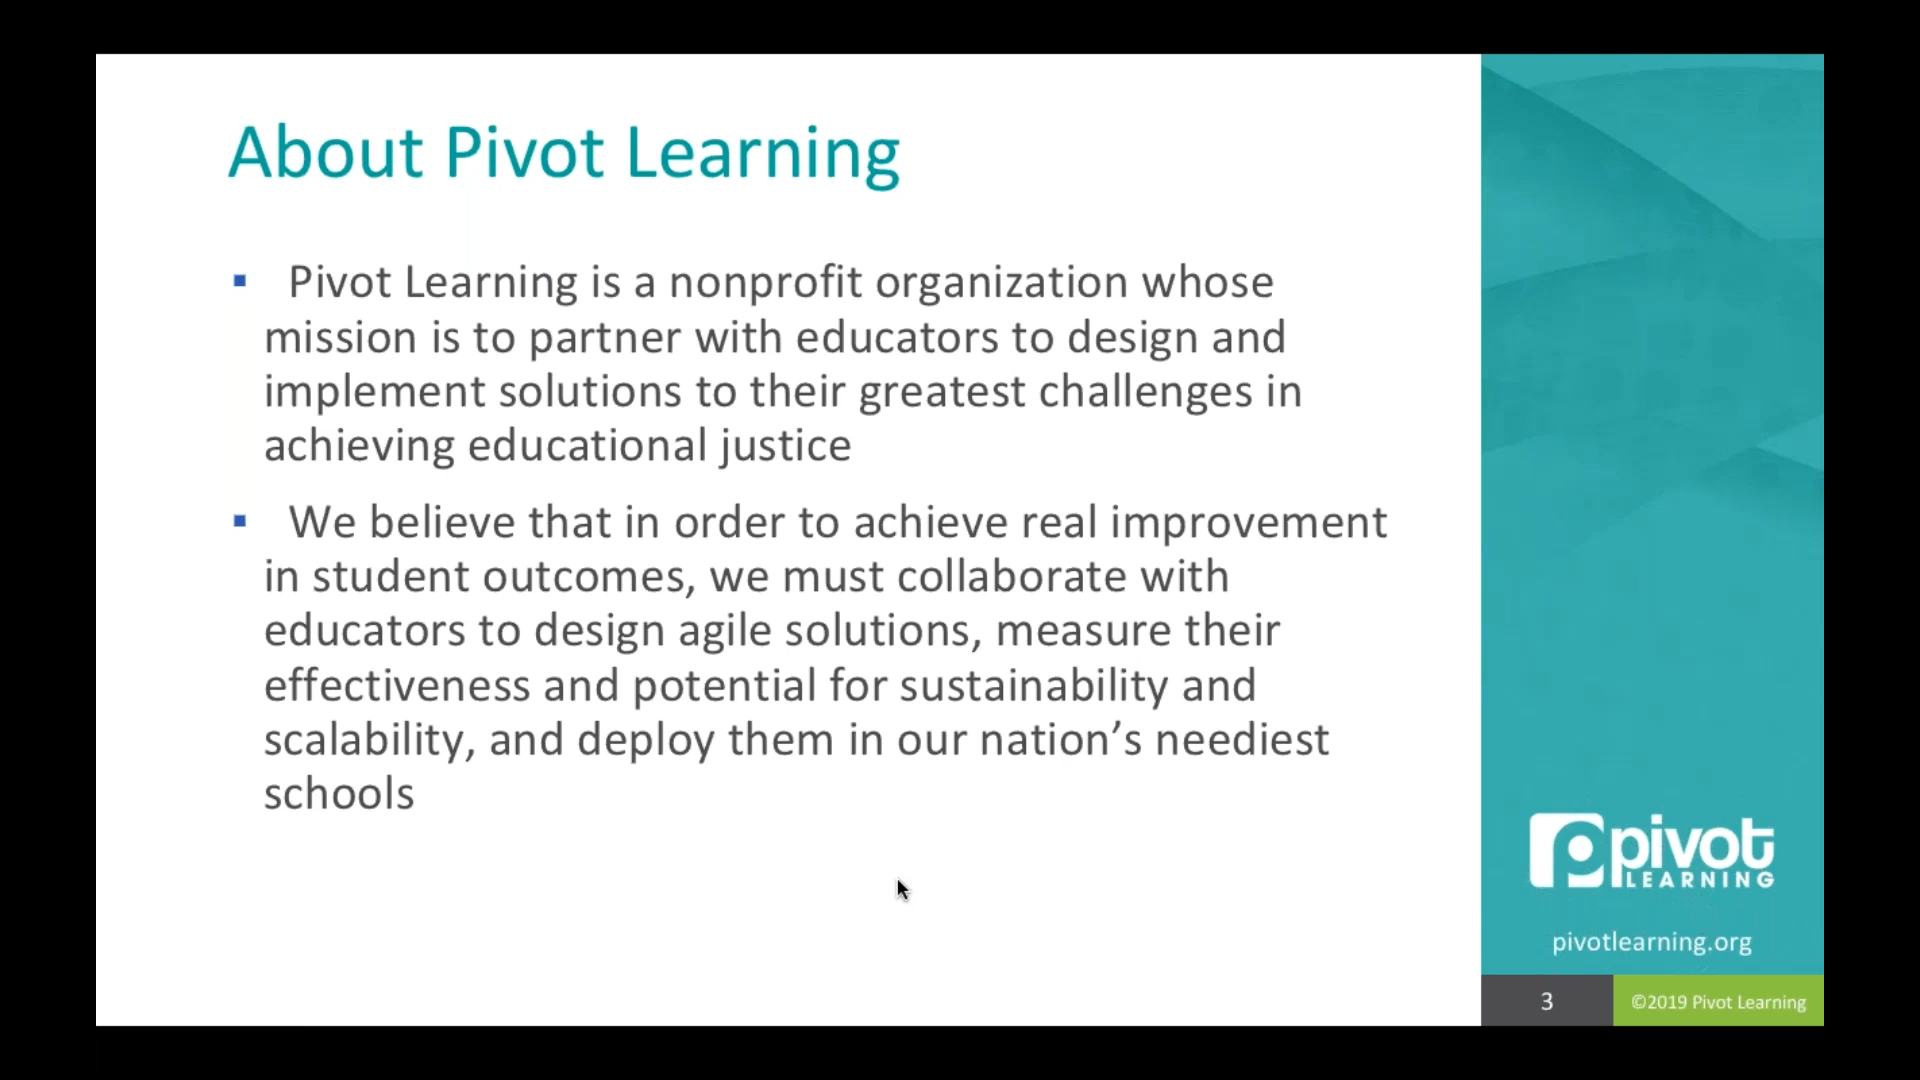 About Pivot Learning
▪ Pivot Learning is a nonprofit organization whose
mission is to partner with educators to design and
implement solutions to their greatest challenges in
achieving educational justice
▪ We believe that in order to achieve real improvement
in student outcomes, we must collaborate with
educators to design agile solutions, measure their
effectiveness and potential for sustainability and
scalability, and deploy them in our nation’s neediest
schools
pivot
LEARNING
pivotlearning.org
3
©2019 Pivot Learning